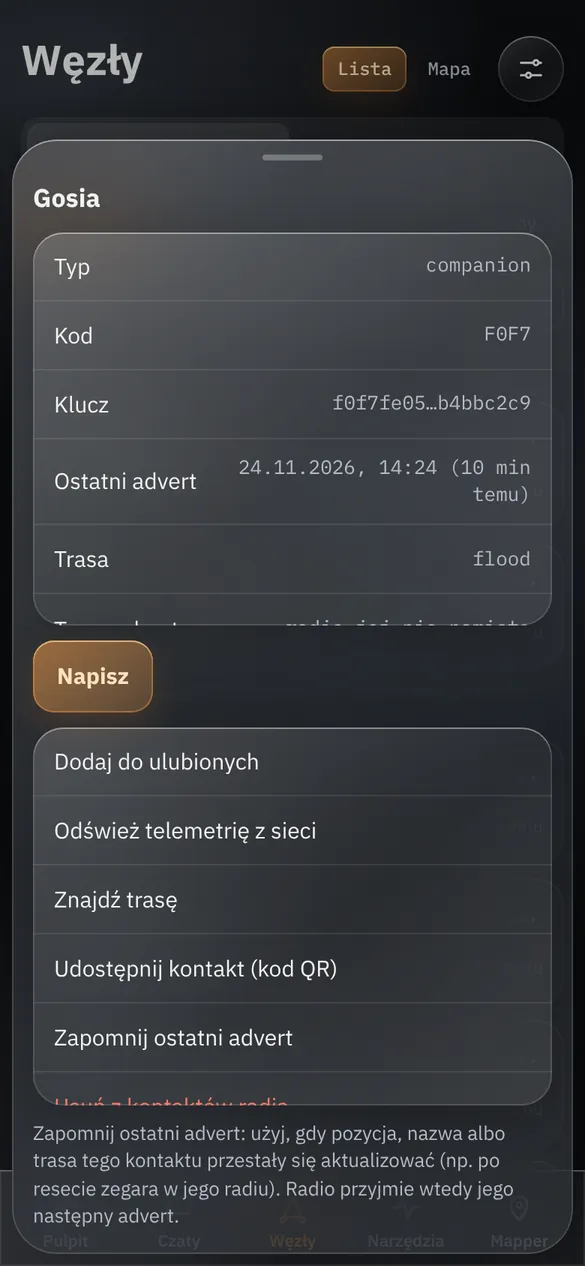 Węzły
Lista
Mapa
Gosia
Typ
companion
Kod
F0F7
Klucz
f0f7fe05…b4bbc2c9
Ostatni advert
24.11.2026, 14:24 (10 min
temu)
Trasa
flood
Napisz
Dodaj do ulubionych
Odśwież telemetrię z sieci
Znajdź trasę
Udostępnij kontakt (kod QR)
Zapomnij ostatni advert
Usuń z kontaktów radia
Zapomnij ostatni advert: użyj, gdy pozycja, nazwa albo
trasa tego kontaktu przestały się aktualizować (np. po
resecie zegara w jego radiu). Radio przyjmie wtedy jego
następny advert.
Pulpit
Czaty
Węzły
Narzędzia
Mapper